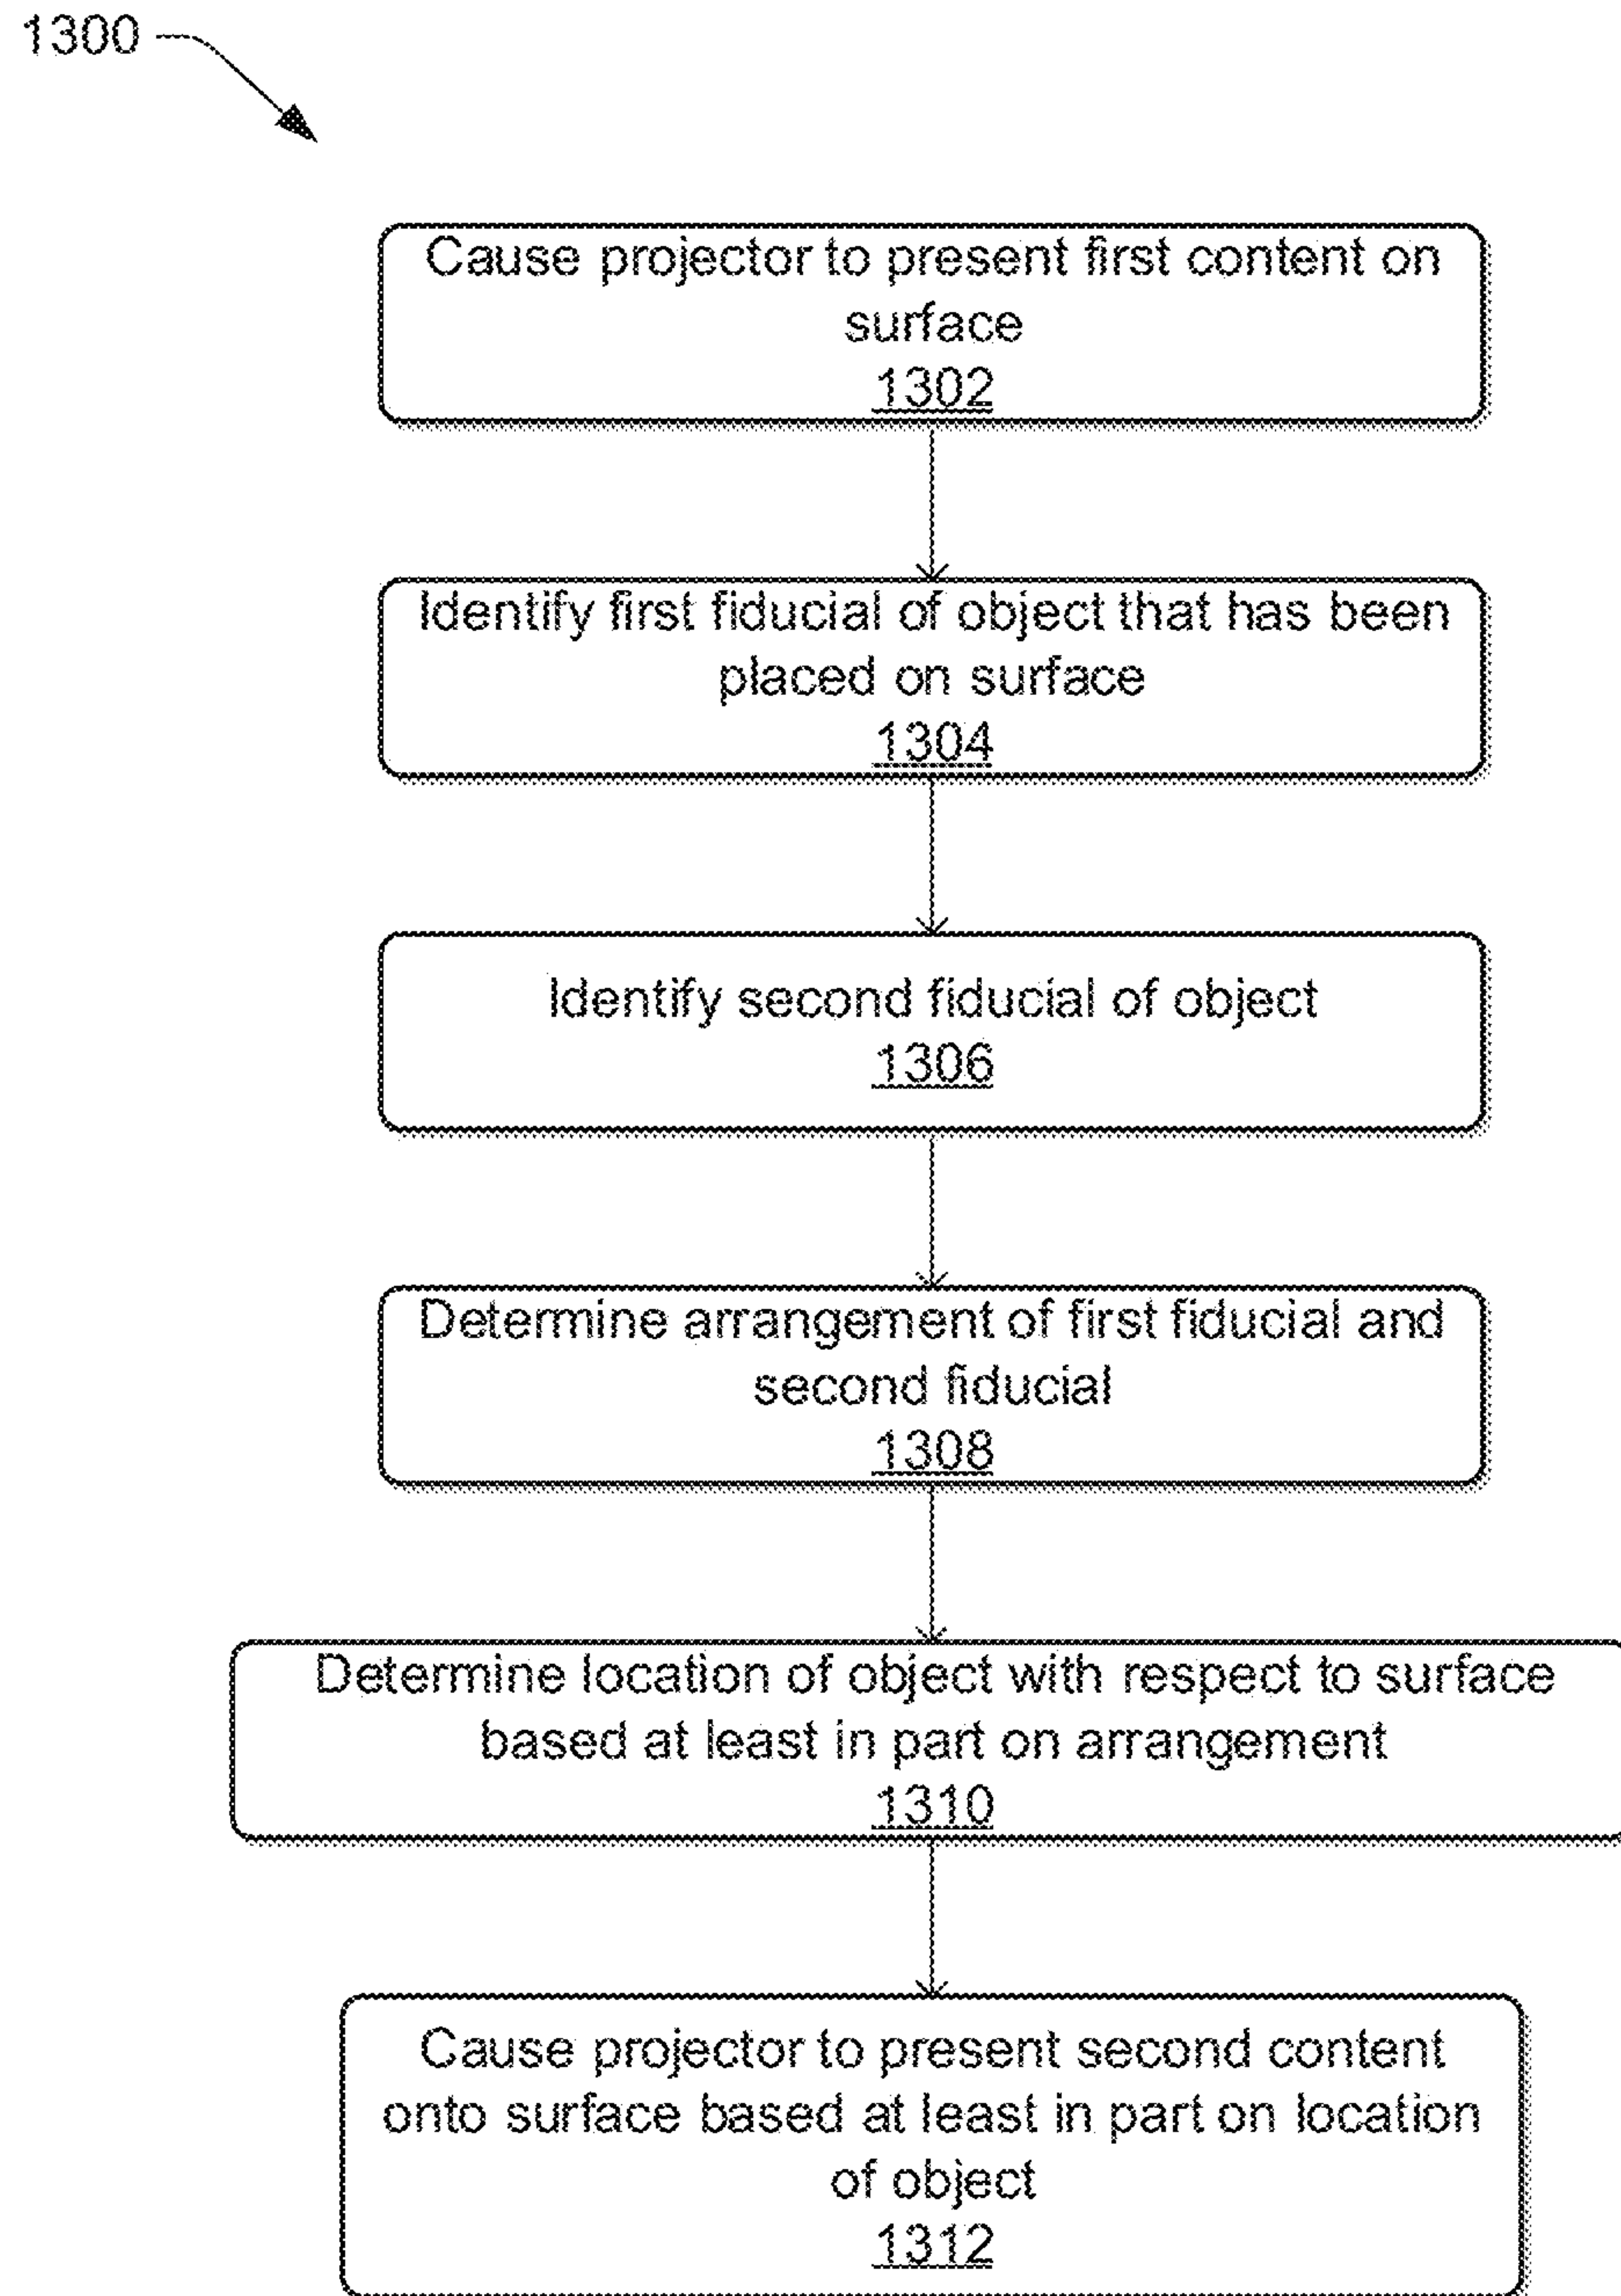 1300
Cause projector to present first content on
surface
1302
Identify first fiducial of object that has been
placed on surface
1304
Identify second fiducial of object
1306
Determine arrangement of first fiducial and
second fiducial
1308
Determine location of object with respect to surface
based at least in part on arrangement
1310
Cause projector to present second content
onto surface based at least in part on location
of object
1312